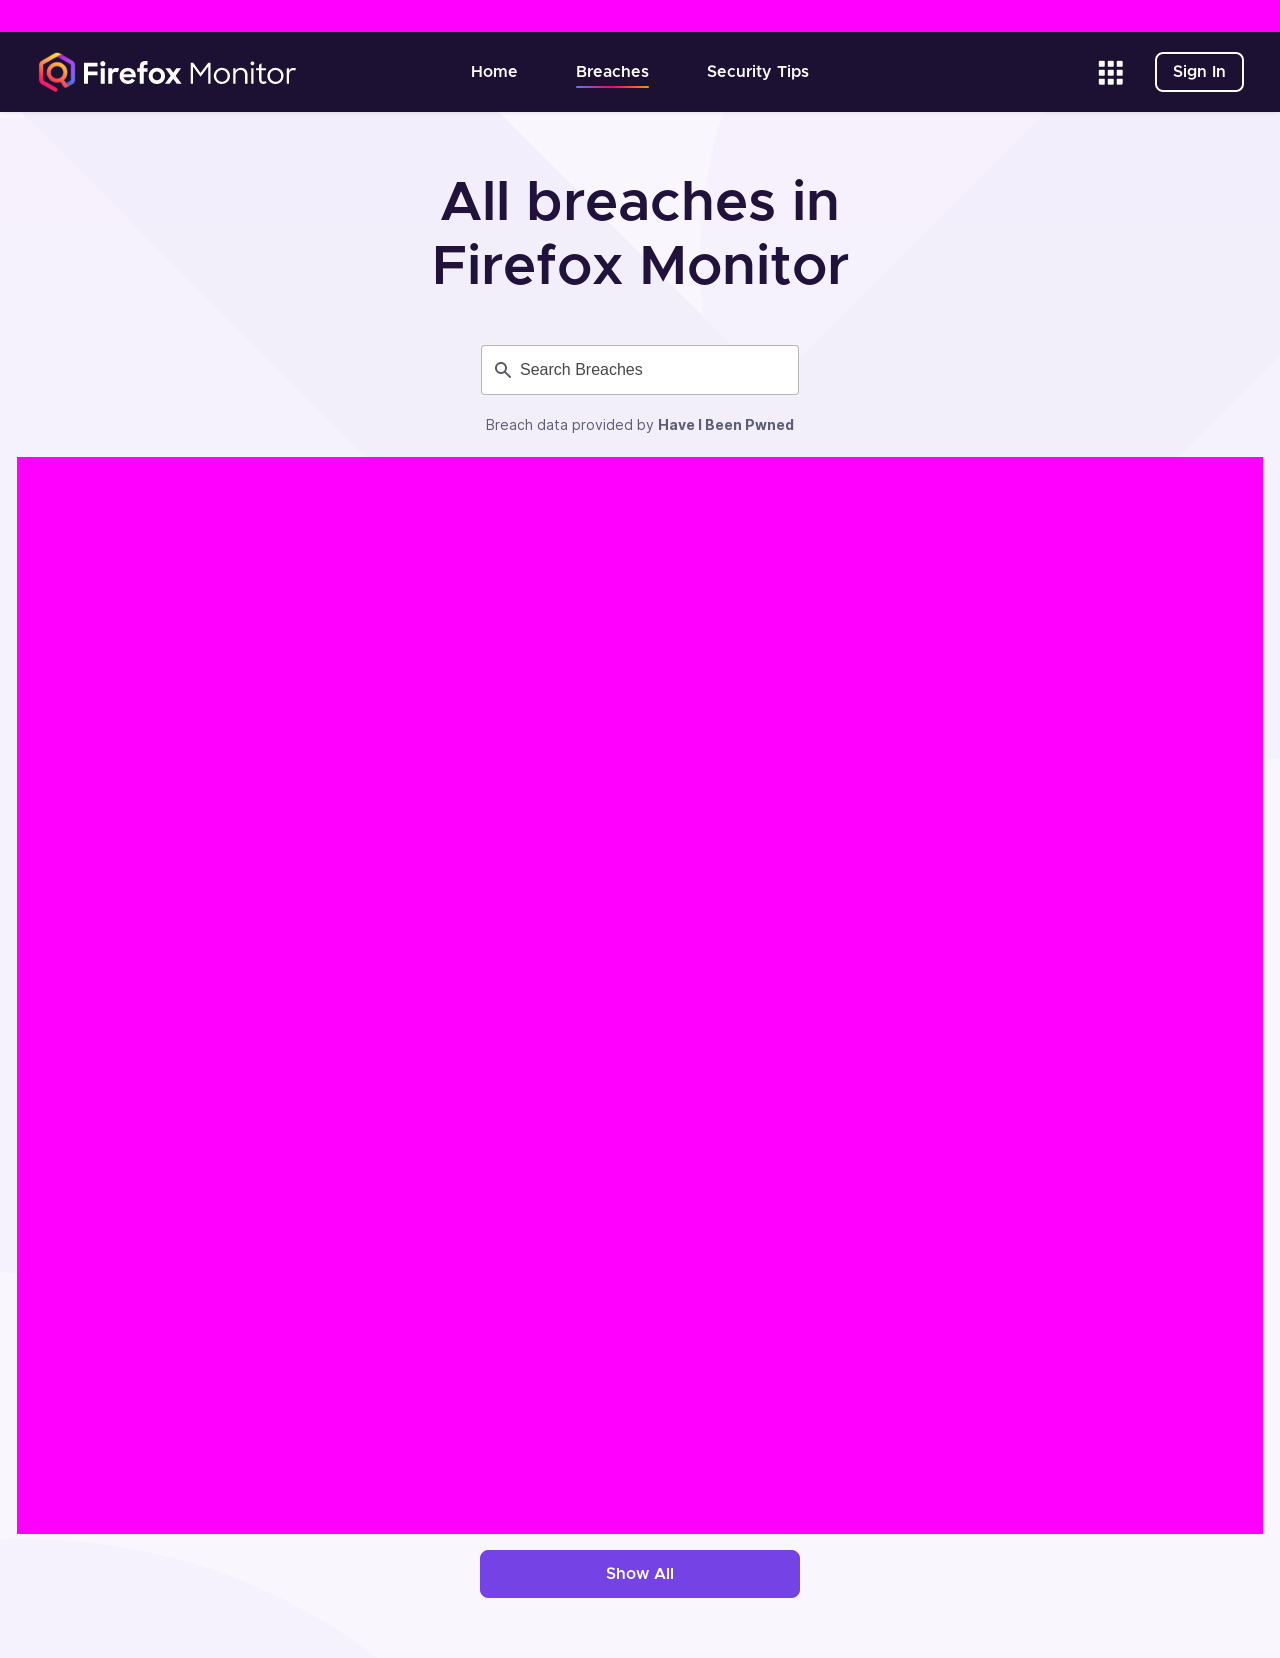 Firefox Monitor
Home
Breaches
Security Tips
Sign In
All breaches in
Firefox Monitor
Search Breaches
Breach data provided by Have I Been Pwned
Show All